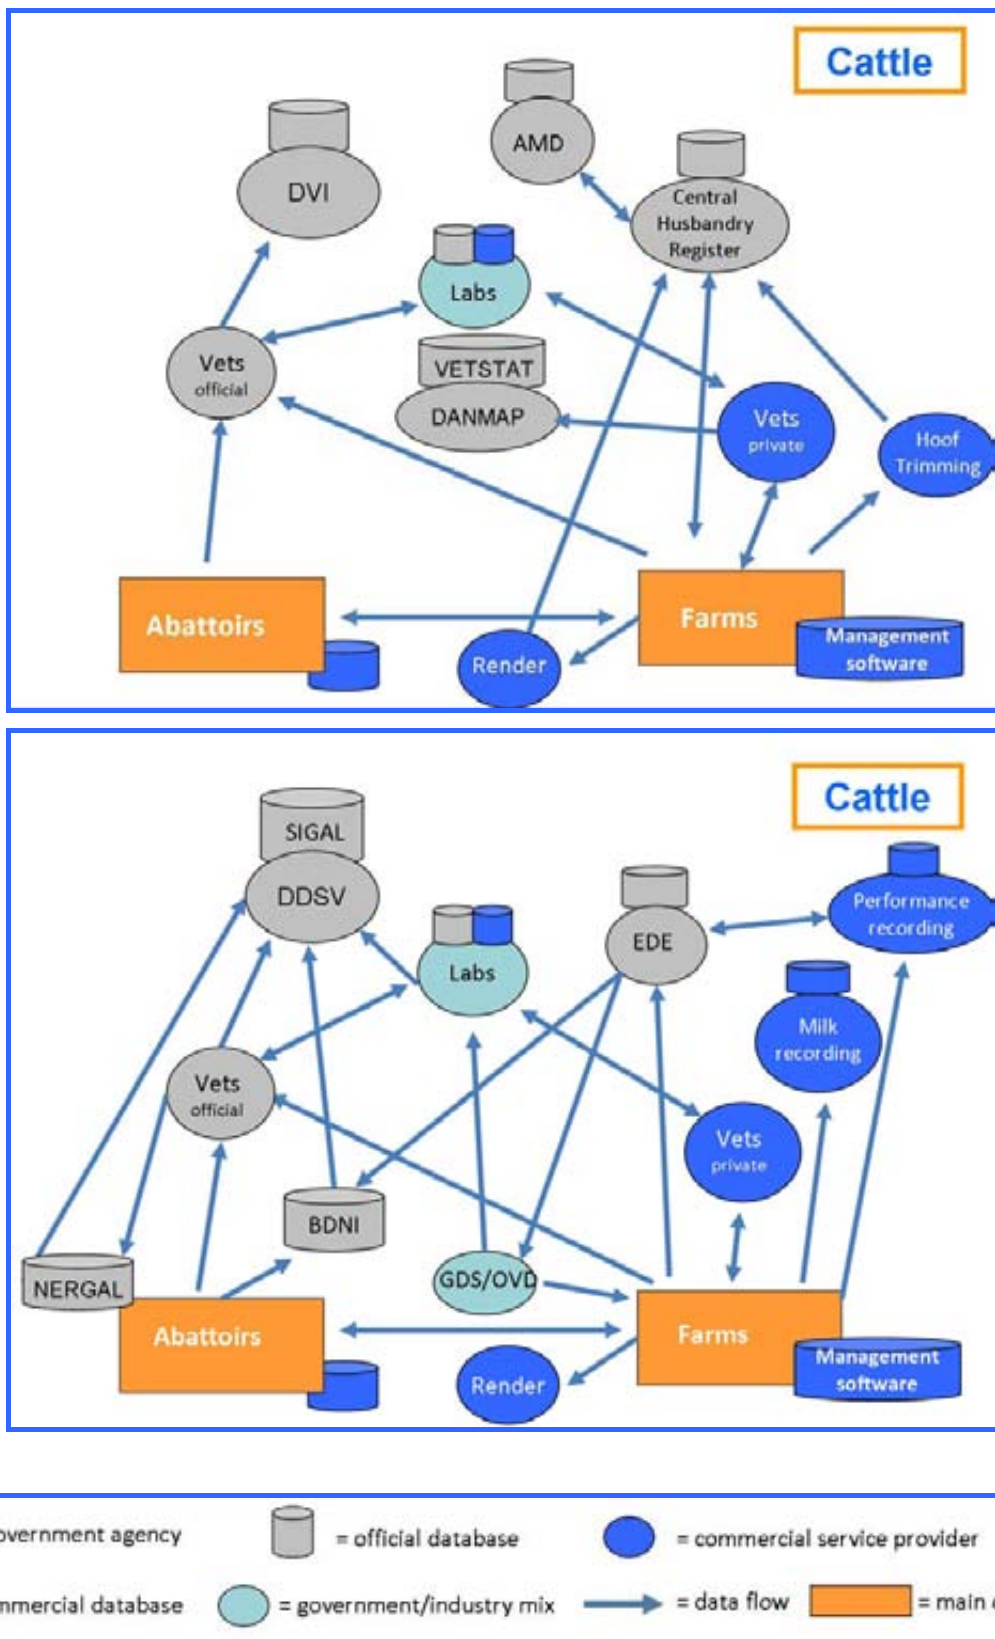 Cattle
AMD
DVI
Central
Husbandry
Register
Labs
VETSTAT
DANMAP
Vets
official
Vets
private
Hoof
Trimming
Abattoirs
Farms
Render
Management
software
Cattle
SIGAL
DDSV
Performance
recording
EDE
Labs
Milk
recording
Vets
official
Vets
private
BDNI
NERGAL
GDS/OVD
Abattoirs
Farms
Render
Management
software
overnment agency
= official database
= commercial service provider
mmercial database
= government/industry mix
= data flow
= main